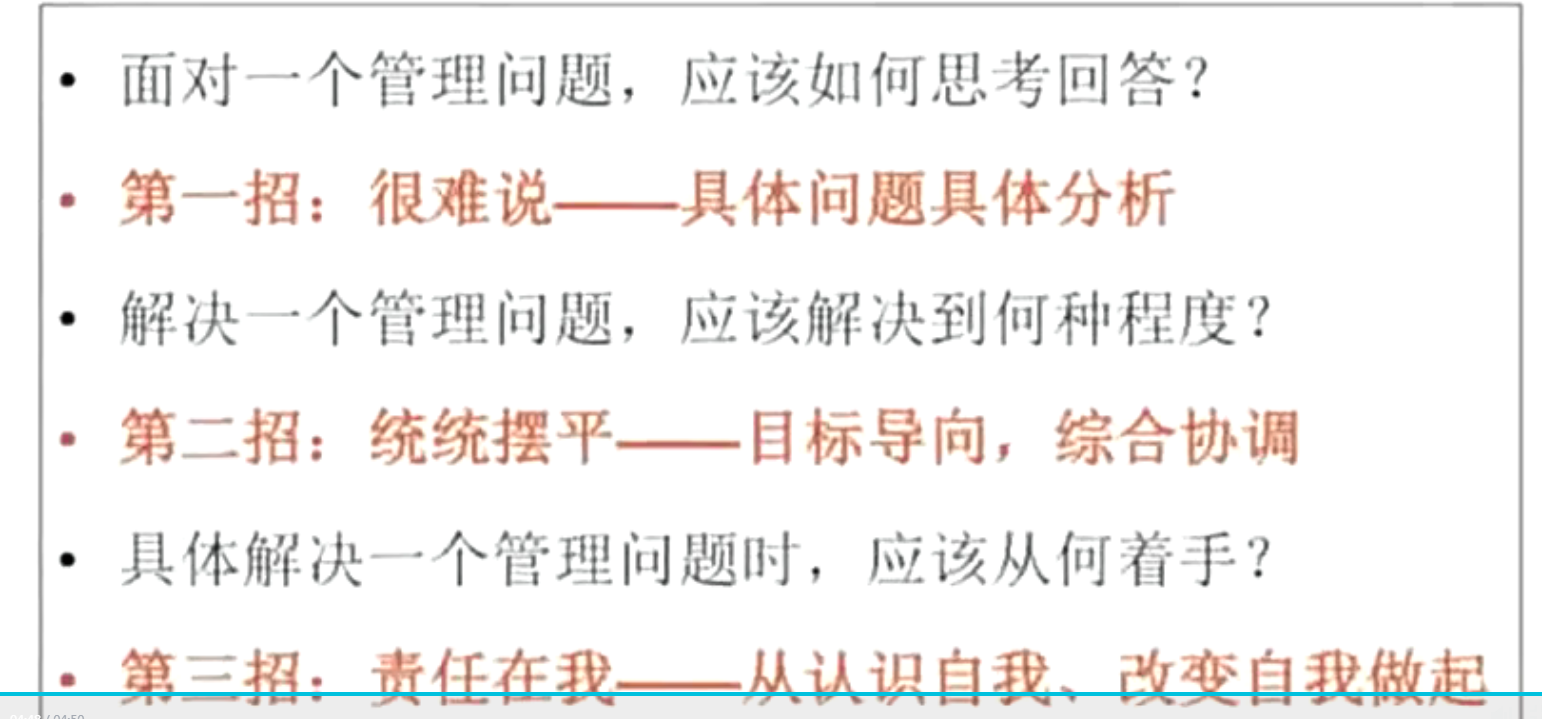 • 面对一个管理问题，应该如何思考回答？
• 第一招：很难说——具体问题具体分析
• 解决一个管理问题，应该解决到何种程度？
• 第二招：统统摆平——目标导向，综合协调
• 具体解决一个管理问题时，应该从何着手？
• 第三招：责任在我——从认识自我、改变自我做起